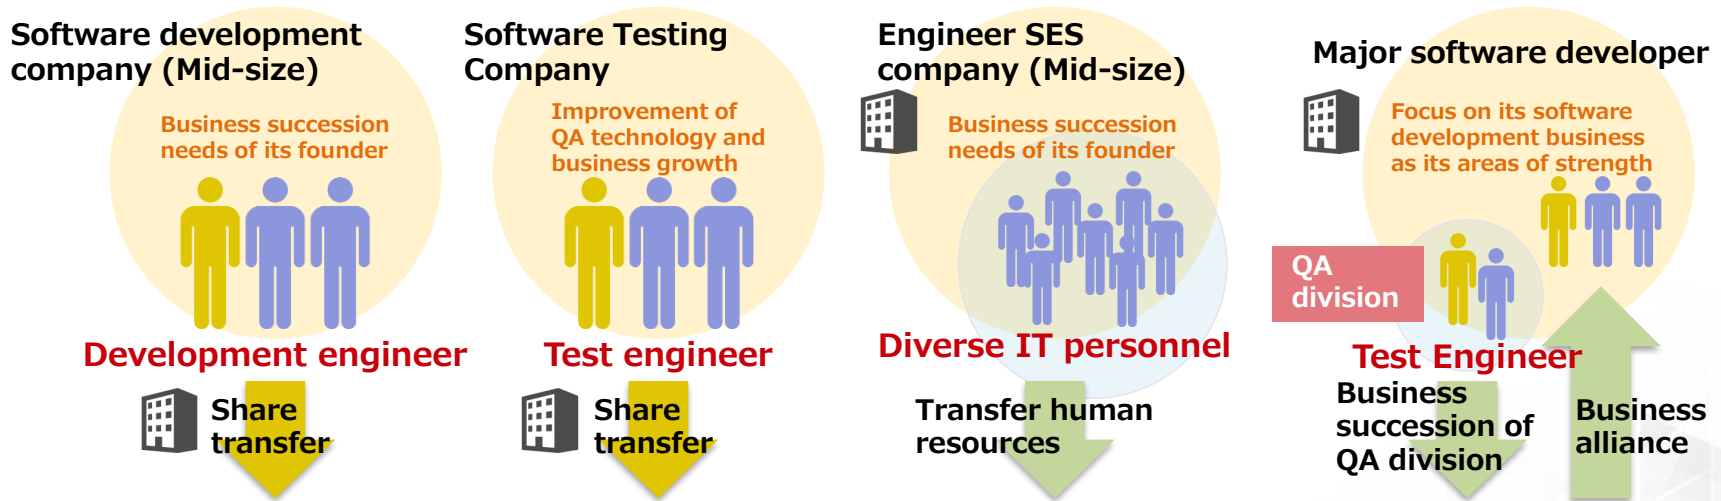 Software development
company (Mid-size)
Business succession
needs of its founder
Development engineer
Share
transfer
Software Testing
Company
Improvement of
QA technology and
business growth
Test engineer
Share
transfer
Engineer SES
company (Mid-size)
Business succession
needs of its founder
Diverse IT personnel
Transfer human
resources
Major software developer
Focus on its software
development business
as its areas of strength
QA
division
Test Engineer
Business
succession of
QA division
Business
alliance